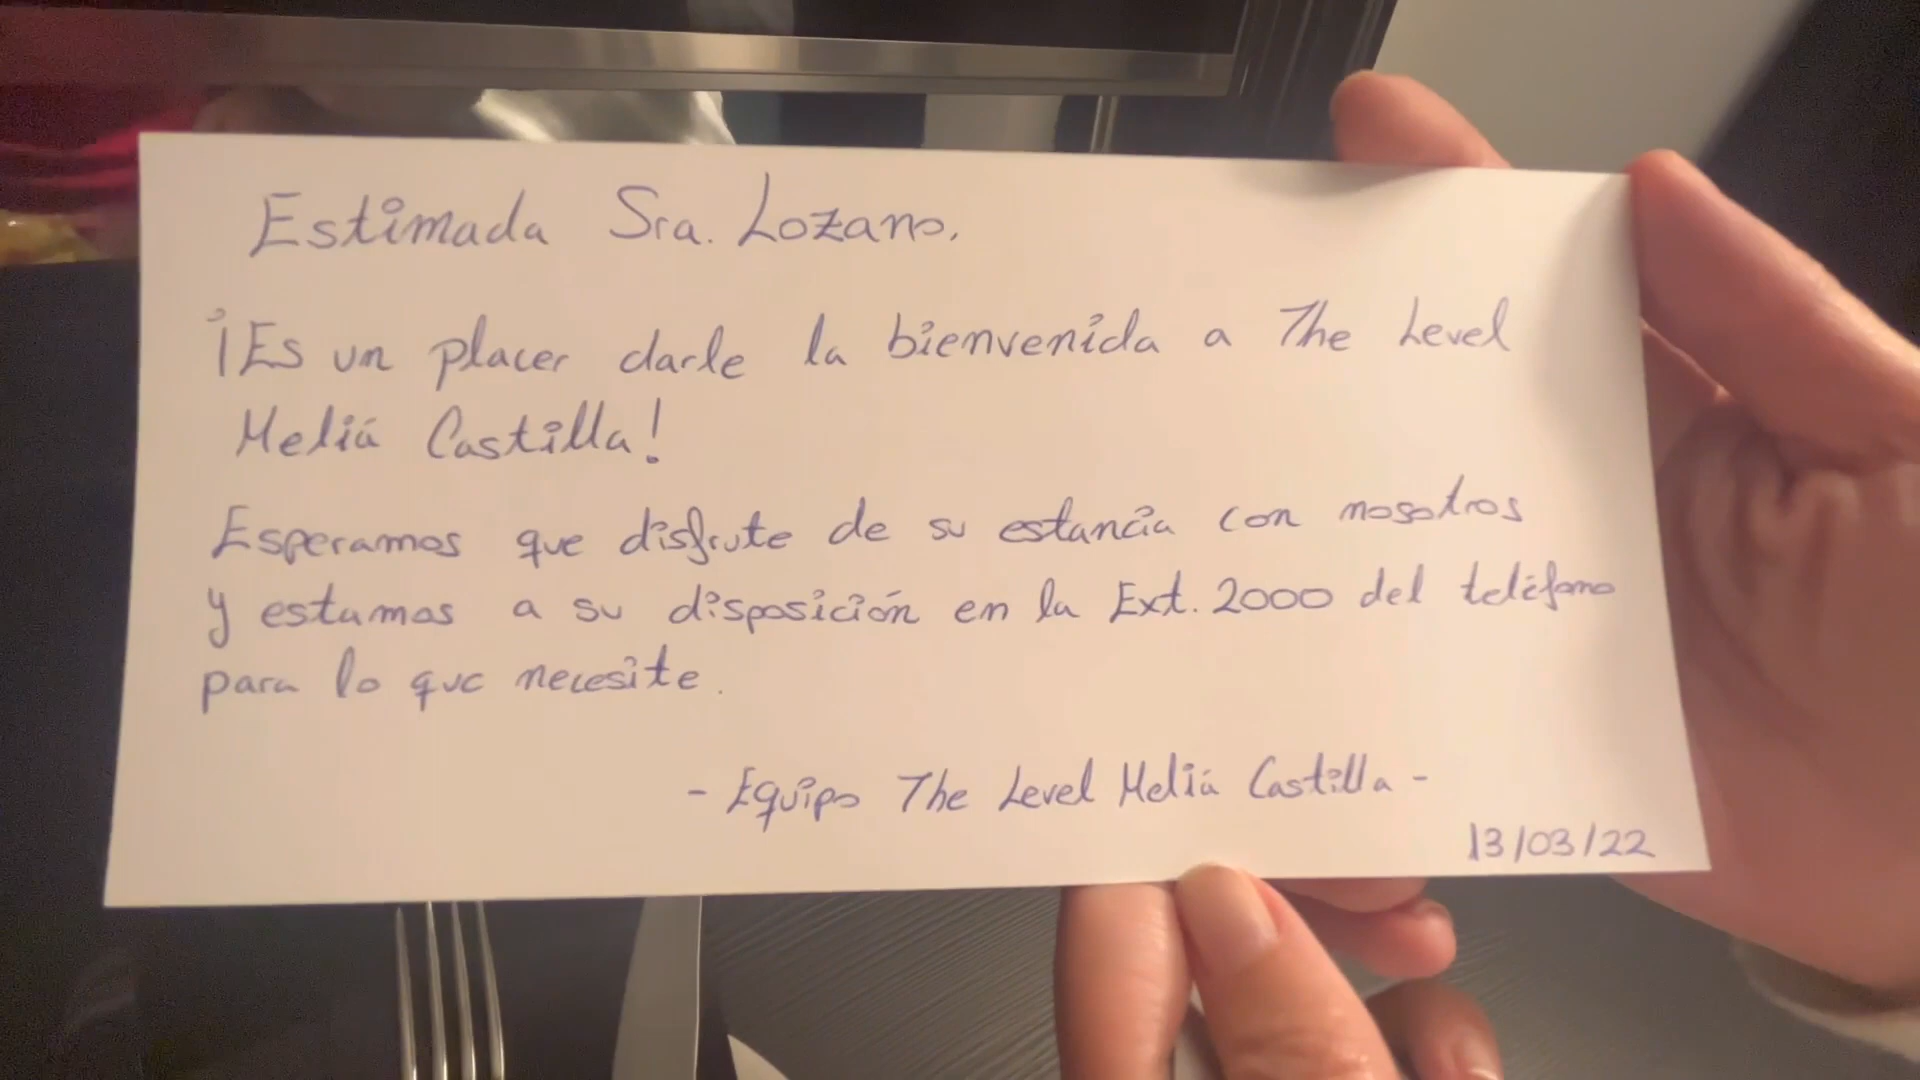 Estimada Sra. Lozano.
¡Es un placer darle la bienvenida a The Level
Meliá Castilla!
Esperamos que disfrute de su estancia con nosotros
y estamos a su disposición en la Ext. 2000 del teléfono
para lo que necesite.
- Equipo The Level Meliá Castilla -
13/03/22